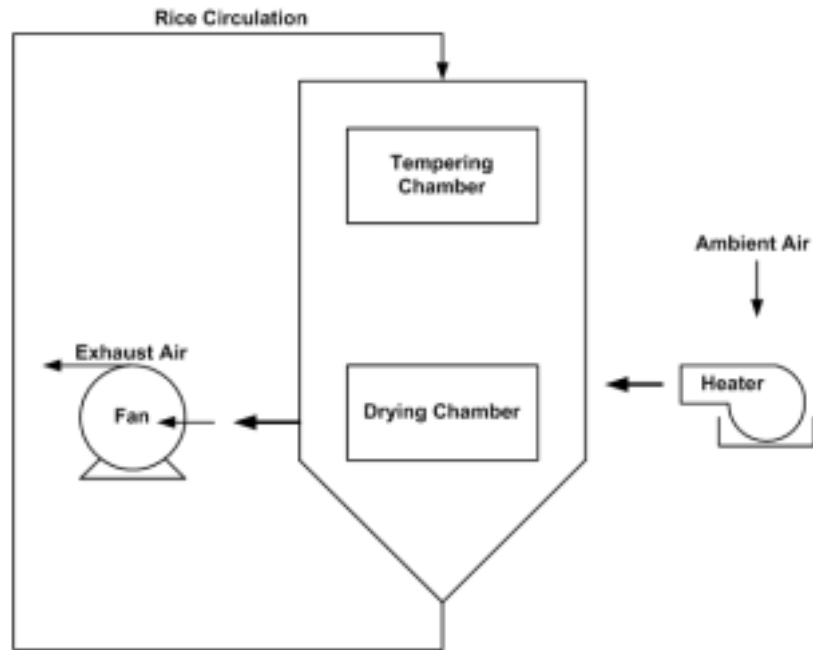 Rice Circulation
Tempering
Chamber
Ambient Air
Exhaust Air
Heater
Fan
Drying Chamber